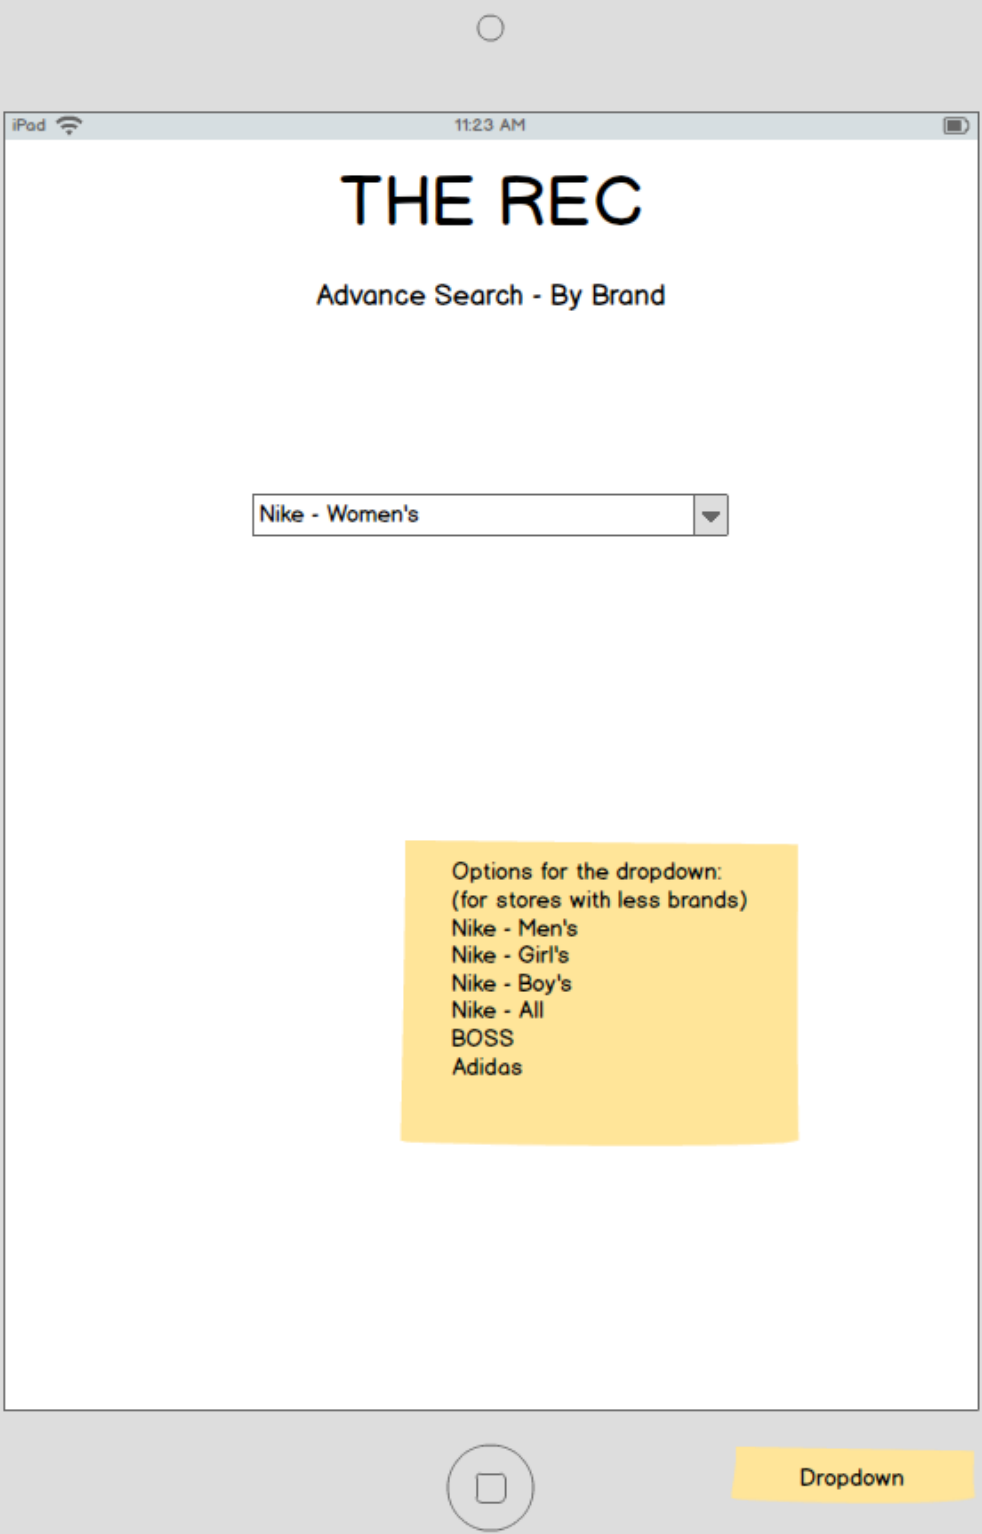 iPad
11:23 AM
THE REC
Advance Search - By Brand
Nike - Women's
Options for the dropdown:
(for stores with less brands)
Nike - Men's
Nike - Girl's
Nike - Boy's
Nike - All
BOSS
Adidas
Dropdown